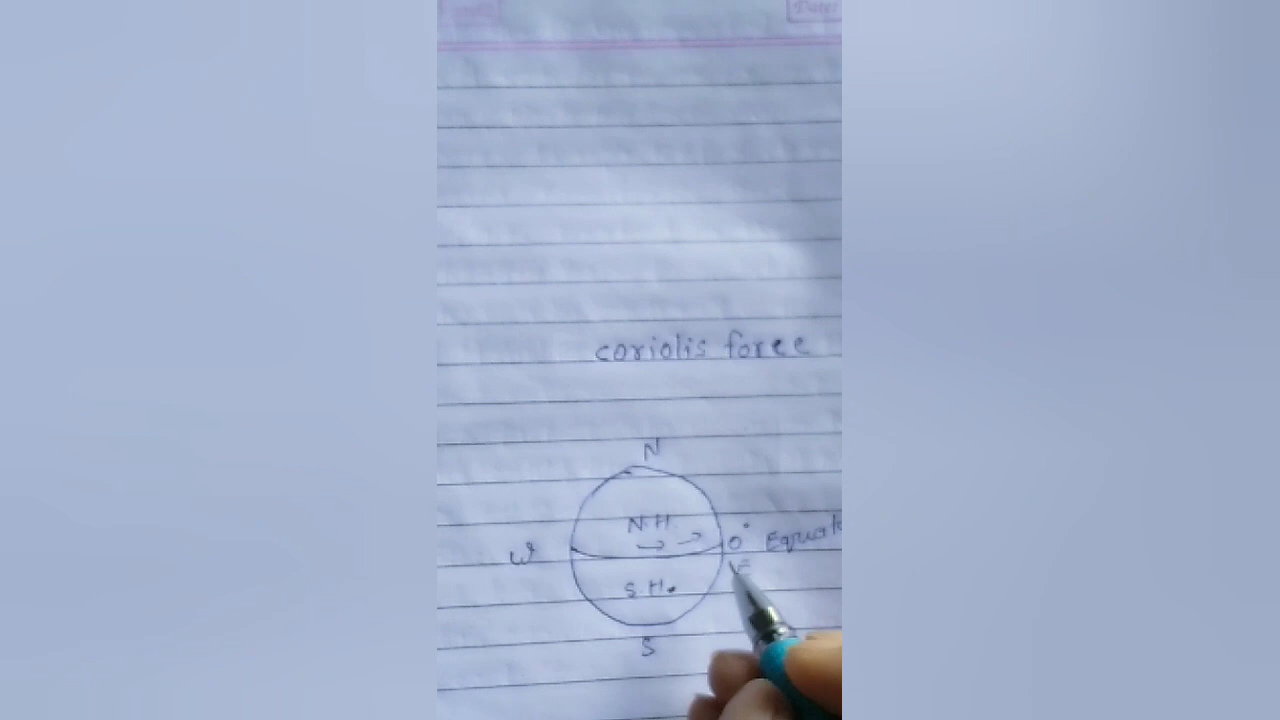 coriolis force
N
N.H.
0° Equat
W
E
S.H.
S